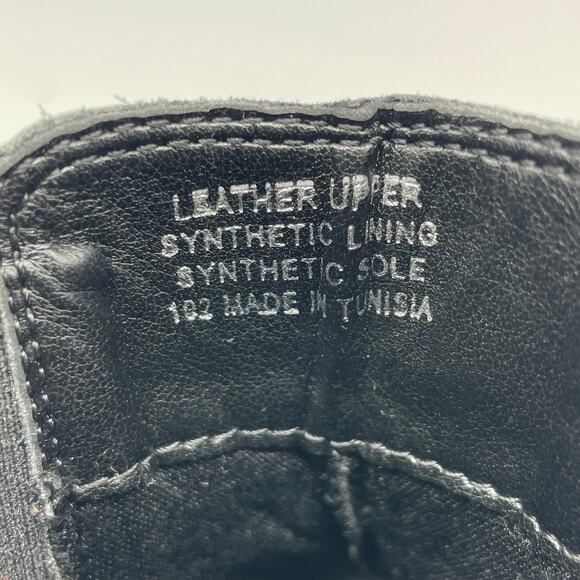 LEATHER UPPER
SYNTHETIC LINING
SYNTHETIC SOLE
182 MADE IN TUNISIA